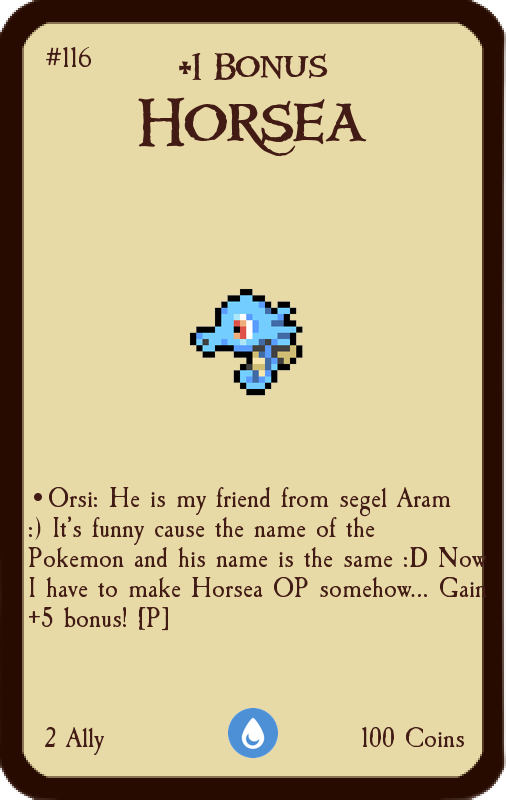 #116
+1 Bonus
Horsea
•Orsi: He is my friend from segel Aram
:) It's funny cause the name of the
Pokemon and his name is the same :D Now
I have to make Horsea OP somehow... Gain
+5 bonus! [P]
2 Ally
100 Coins